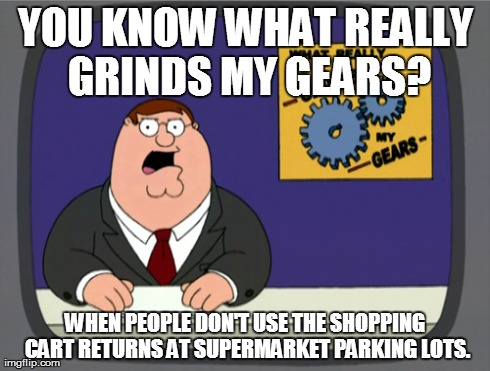 YOU KNOW WHAT REALLY
GRINDS MY GEARS?
WHAT REALLY
MY
GEARS
WHEN PEOPLE DON'T USE THE SHOPPING
CART RETURNS AT SUPERMARKET PARKING LOTS.
imgflip.com